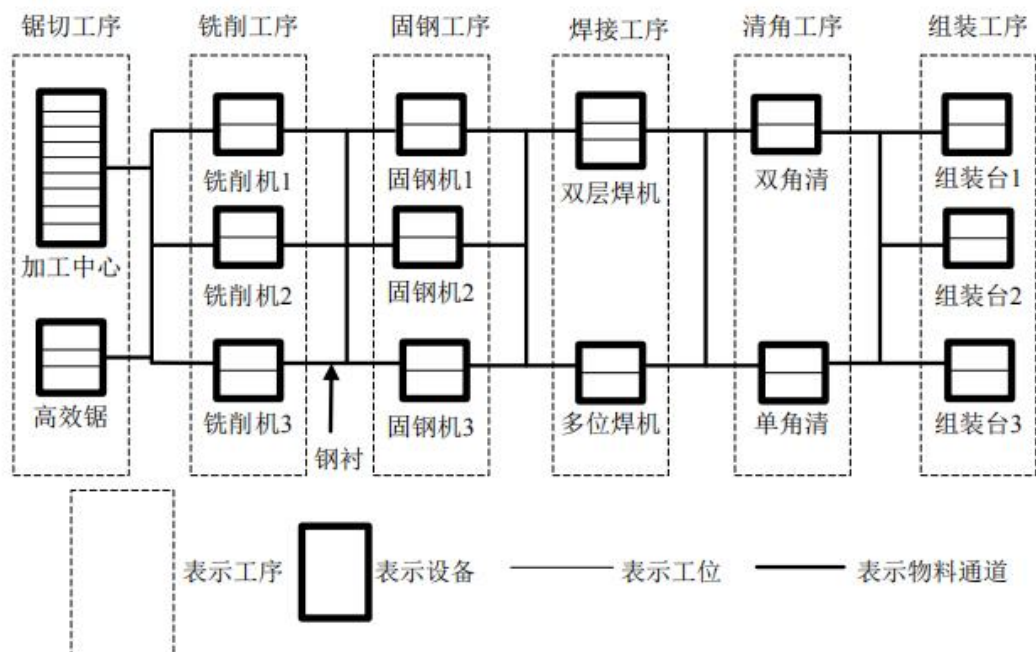 锯切工序 铣削工序 固钢工序 焊接工序 清角工序 组装工序
铣削机1 固钢机1 双层焊机 双角清 组装台1
加工中心 铣削机2 固钢机2 组装台2
高效锯 铣削机3 固钢机3 多位焊机 单角清 组装台3
钢衬
表示工序 表示设备 表示工位 表示物料通道